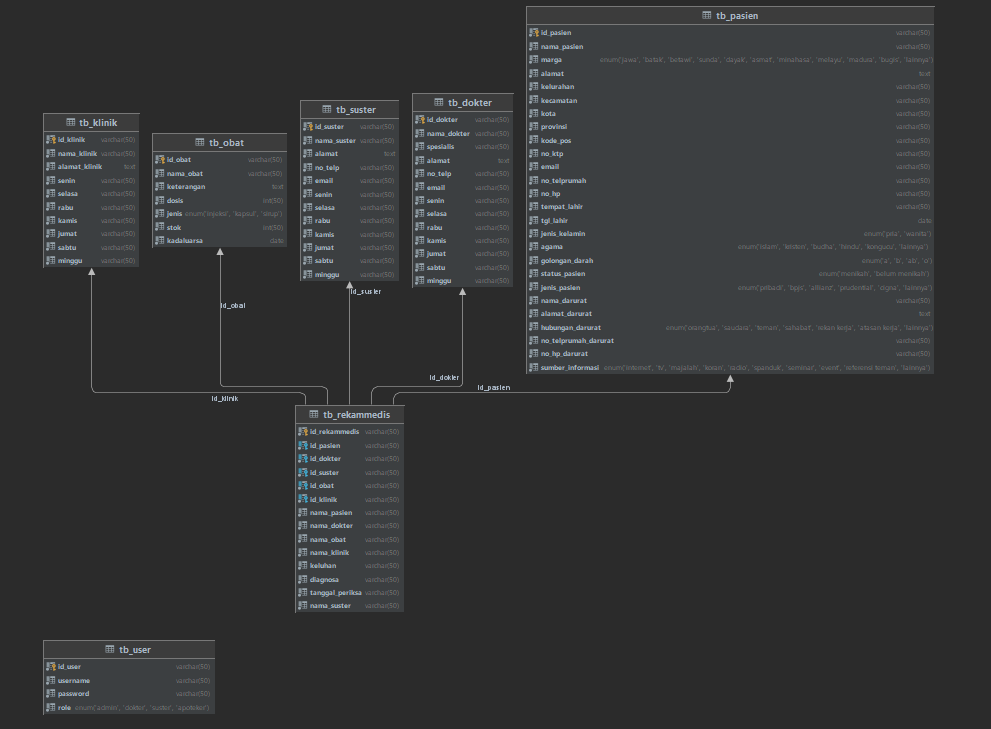 tb_pasien
id_pasien varchar(50)
nama_pasien varchar(50)
marga enum('jawa', 'batak', 'betawi', 'sunda', 'dayak', 'asmat', 'minahasa', 'melayu', 'madura', 'bugis', 'lainnya')
alamat text
kelurahan varchar(50)
kecamatan varchar(50)
kota varchar(50)
provinsi varchar(50)
kode_pos varchar(50)
no_ktp varchar(50)
email varchar(50)
no_telprumah varchar(50)
no_hp varchar(50)
tempat_lahir varchar(50)
tgl_lahir date
jenis_kelamin enum('pria', 'wanita')
agama enum('islam', 'kristen', 'budha', 'hindu', 'kongucu', 'lainnya')
golongan_darah enum('a', 'b', 'ab', 'o')
status_pasien enum('menikah', 'belum menikah')
jenis_pasien enum('pribadi', 'bpjs', 'allianz', 'prudential', 'cigna', 'lainnya')
nama_darurat varchar(50)
alamat_darurat text
hubungan_darurat enum('orangtua', 'saudara', 'teman', 'sahabat', 'rekan kerja', 'atasan kerja', 'lainnya')
no_telprumah_darurat varchar(50)
no_hp_darurat varchar(50)
sumber_informasi enum('internet', 'tv', 'majalah', 'koran', 'radio', 'spanduk', 'seminar', 'event', 'referensi teman', 'lainnya')
tb_dokter
id_dokter varchar(50)
nama_dokter varchar(50)
spesialis varchar(50)
alamat text
no_telp varchar(50)
email varchar(50)
senin varchar(50)
selasa varchar(50)
rabu varchar(50)
kamis varchar(50)
jumat varchar(50)
sabtu varchar(50)
minggu varchar(50)
tb_suster
id_suster varchar(50)
nama_suster varchar(50)
alamat text
no_telp varchar(50)
email varchar(50)
senin varchar(50)
selasa varchar(50)
rabu varchar(50)
kamis varchar(50)
jumat varchar(50)
sabtu varchar(50)
minggu varchar(50)
tb_klinik
id_klinik varchar(50)
nama_klinik varchar(50)
alamat_klinik text
senin varchar(50)
selasa varchar(50)
rabu varchar(50)
kamis varchar(50)
jumat varchar(50)
sabtu varchar(50)
minggu varchar(50)
tb_obat
id_obat varchar(50)
nama_obat varchar(50)
keterangan text
dosis int(50)
jenis enum('injeksi', 'kapsul', 'sirup')
stok int(50)
kadaluarsa date
id_suster
id_obat
id_dokter
id_pasien
id_klinik
tb_rekammedis
id_rekammedis varchar(50)
id_pasien varchar(50)
id_dokter varchar(50)
id_suster varchar(50)
id_obat varchar(50)
id_klinik varchar(50)
nama_pasien varchar(50)
nama_dokter varchar(50)
nama_obat varchar(50)
nama_klinik varchar(50)
keluhan varchar(50)
diagnosa varchar(50)
tanggal_periksa varchar(50)
nama_suster varchar(50)
tb_user
id_user varchar(50)
username varchar(50)
password varchar(50)
role enum('admin', 'dokter', 'suster', 'apoteker')